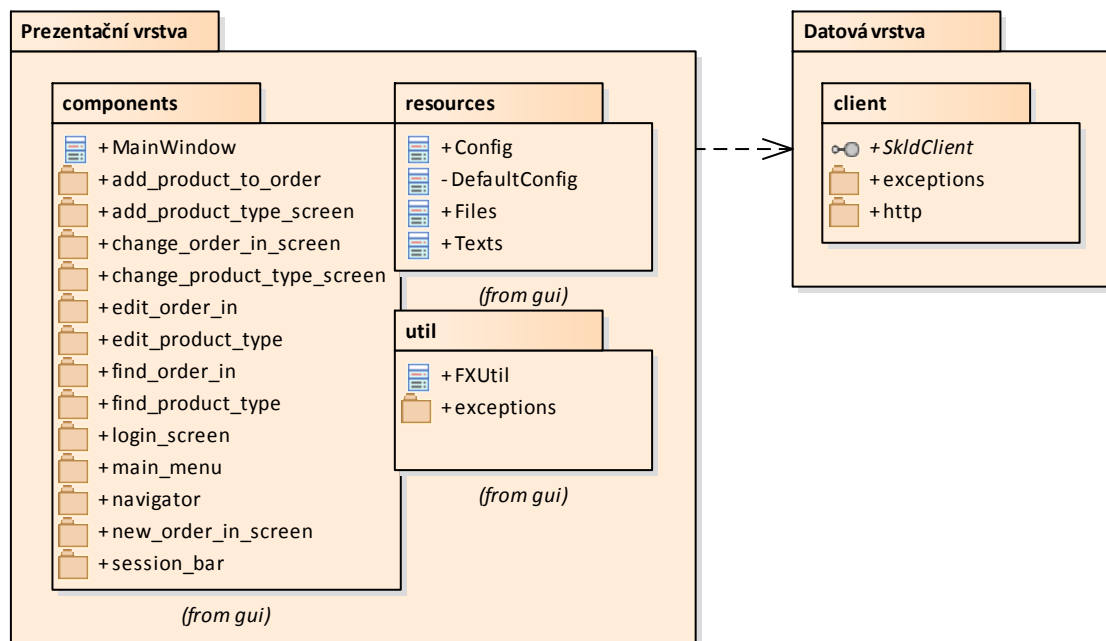 Prezentační vrstva
components
+ MainWindow
+ add_product_to_order
+ add_product_type_screen
+ change_order_in_screen
+ change_product_type_screen
+ edit_order_in
+ edit_product_type
+ find_order_in
+ find_product_type
+ login_screen
+ main_menu
+ navigator
+ new_order_in_screen
+ session_bar
(from gui)
resources
+ Config
- DefaultConfig
+ Files
+ Texts
(from gui)
util
+ FXUtil
+ exceptions
(from gui)
Datová vrstva
client
+ SkldClient
+ exceptions
+ http